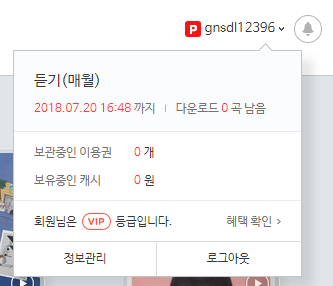 P gnsdl12396
듣기(매월)
2018.07.20 16:48 까지 | 다운로드 0 곡 남음
보관중인 이용권 0 개
보유중인 캐시 0 원
회원님은 VIP 등급입니다. 혜택 확인 >
정보관리 로그아웃